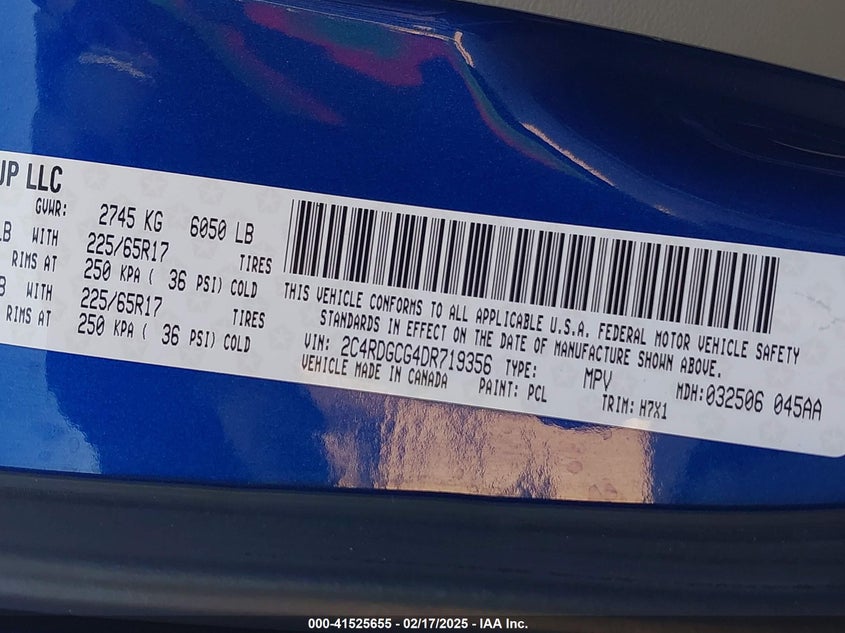 UP LLC
GVWR: 2745 KG 6050 LB
LB WITH 225/65R17 TIRES
RIMS AT 250 KPA ( 36 PSI) COLD
B WITH 225/65R17 TIRES
RIMS AT 250 KPA ( 36 PSI) COLD
THIS VEHICLE CONFORMS TO ALL APPLICABLE U.S.A. FEDERAL MOTOR VEHICLE SAFETY
STANDARDS IN EFFECT ON THE DATE OF MANUFACTURE SHOWN ABOVE.
VIN: 2C4RDGCG4DR719356 TYPE: MPV MDH:032506 045AA
VEHICLE MADE IN CANADA PAINT: PCL TRIM: H7X1
000-41525655 - 02/17/2025 - IAA Inc.